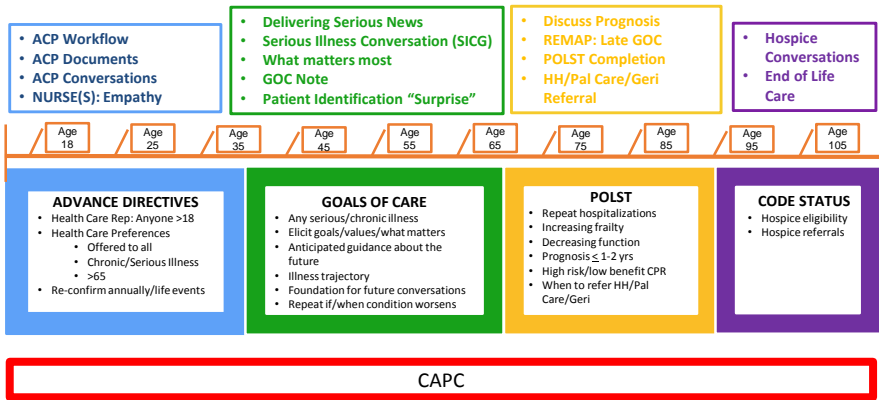 ACP Workflow
ACP Documents
ACP Conversations
NURSE(S): Empathy
Delivering Serious News
Serious Illness Conversation (SICG)
What matters most
GOC Note
Patient Identification “Surprise”
Discuss Prognosis
REMAP: Late GOC
POLST Completion
HH/Pal Care/Geri
Referral
Hospice
Conversations
End of Life
Care
Age
18
Age
25
Age
35
Age
45
Age
55
Age
65
Age
75
Age
85
Age
95
Age
105
ADVANCE DIRECTIVES
Health Care Rep: Anyone >18
Health Care Preferences
Offered to all
Chronic/Serious Illness
>65
Re-confirm annually/life events
GOALS OF CARE
Any serious/chronic illness
Elicit goals/values/what matters
Anticipated guidance about the
future
Illness trajectory
Foundation for future conversations
Repeat if/when condition worsens
POLST
Repeat hospitalizations
Increasing frailty
Decreasing function
Prognosis ≤ 1-2 yrs
High risk/low benefit CPR
When to refer HH/Pal
Care/Geri
CODE STATUS
Hospice eligibility
Hospice referrals
CAPC